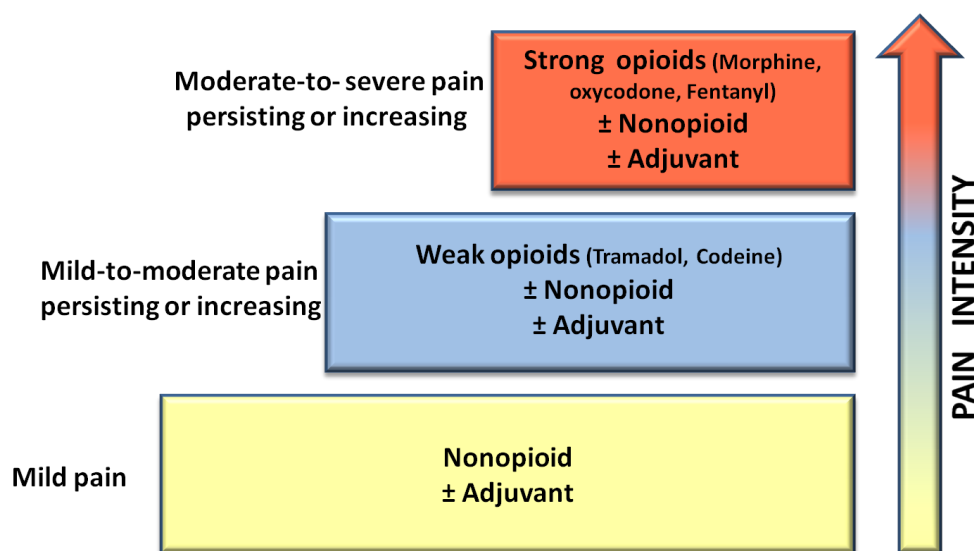 Moderate-to- severe pain
persisting or increasing
Strong opioids (Morphine,
oxycodone, Fentanyl)
± Nonopioid
± Adjuvant
Mild-to-moderate pain
persisting or increasing
Weak opioids (Tramadol, Codeine)
± Nonopioid
± Adjuvant
Mild pain
Nonopioid
± Adjuvant
PAIN INTENSITY